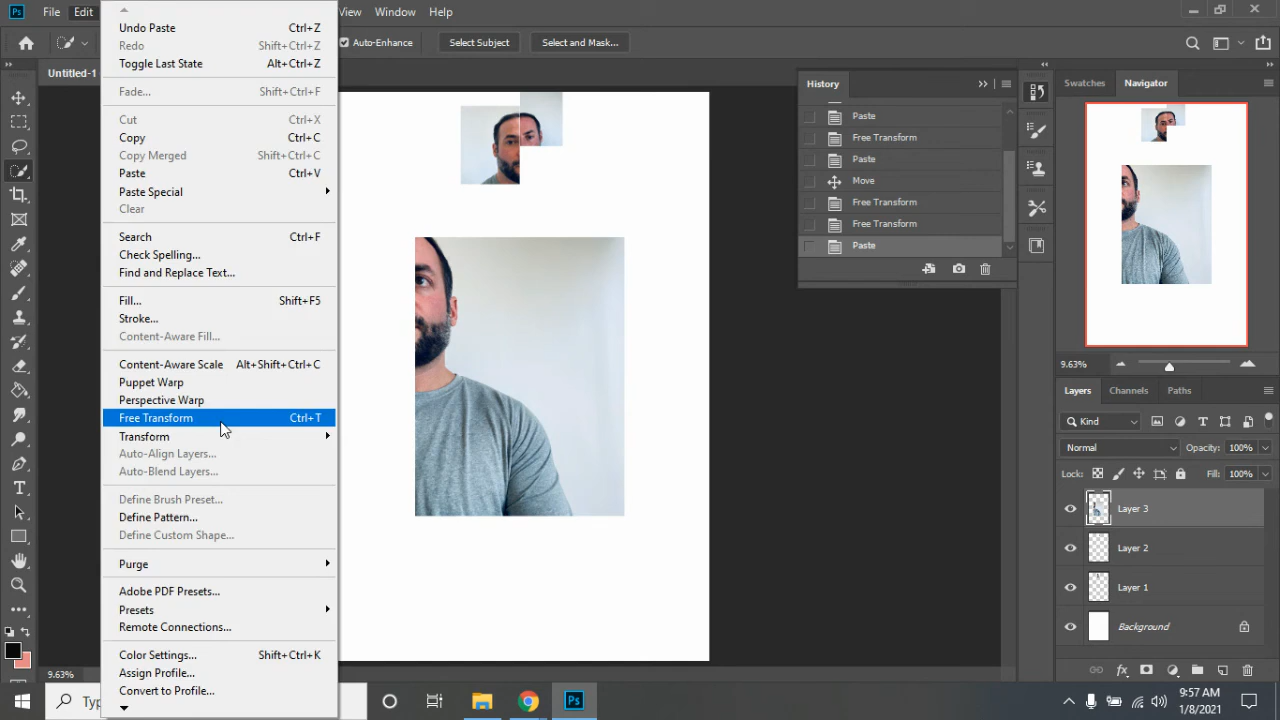 Ps File Edit View Window Help
Auto-Enhance Select Subject Select and Mask...
Untitled-1
Undo Paste Ctrl+Z
Redo Shift+Ctrl+Z
Toggle Last State Alt+Ctrl+Z
Fade... Shift+Ctrl+F
Cut Ctrl+X
Copy Ctrl+C
Copy Merged Shift+Ctrl+C
Paste Ctrl+V
Paste Special
Clear
Search Ctrl+F
Check Spelling...
Find and Replace Text...
Fill... Shift+F5
Stroke...
Content-Aware Fill...
Content-Aware Scale Alt+Shift+Ctrl+C
Puppet Warp
Perspective Warp
Free Transform Ctrl+T
Transform
Auto-Align Layers...
Auto-Blend Layers...
Define Brush Preset...
Define Pattern...
Define Custom Shape...
Purge
Adobe PDF Presets...
Presets
Remote Connections...
Color Settings... Shift+Ctrl+K
Assign Profile...
Convert to Profile...
History
Paste
Free Transform
Paste
Move
Free Transform
Free Transform
Paste
Swatches Navigator
9.63%
Layers Channels Paths
Kind
Normal Opacity: 100%
Lock: Fill: 100%
Layer 3
Layer 2
Layer 1
Background
fx
9.63%
Ps
9:57 AM
1/8/2021